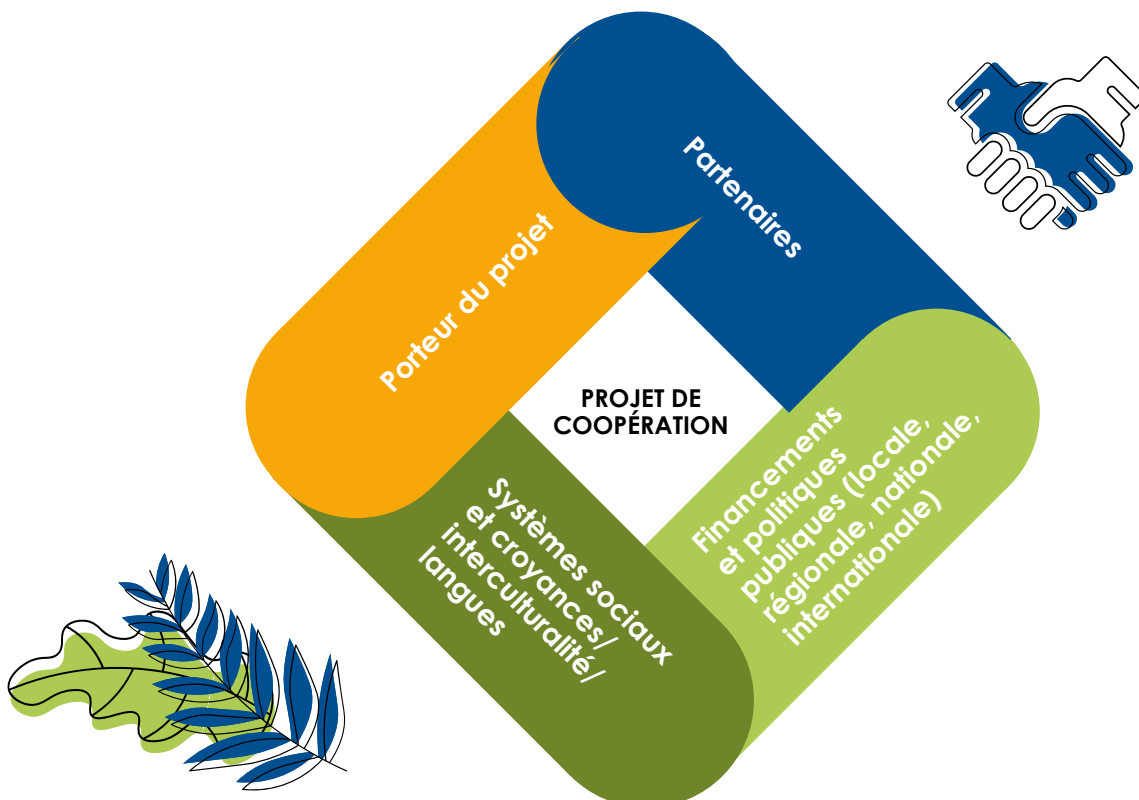 Porteur du projet
Partenaires
PROJET DE
COOPÉRATION
Systèmes sociaux
et croyances/
interculturalité/
langues
Financements
et politiques
publiques (locale,
régionale, nationale,
internationale)